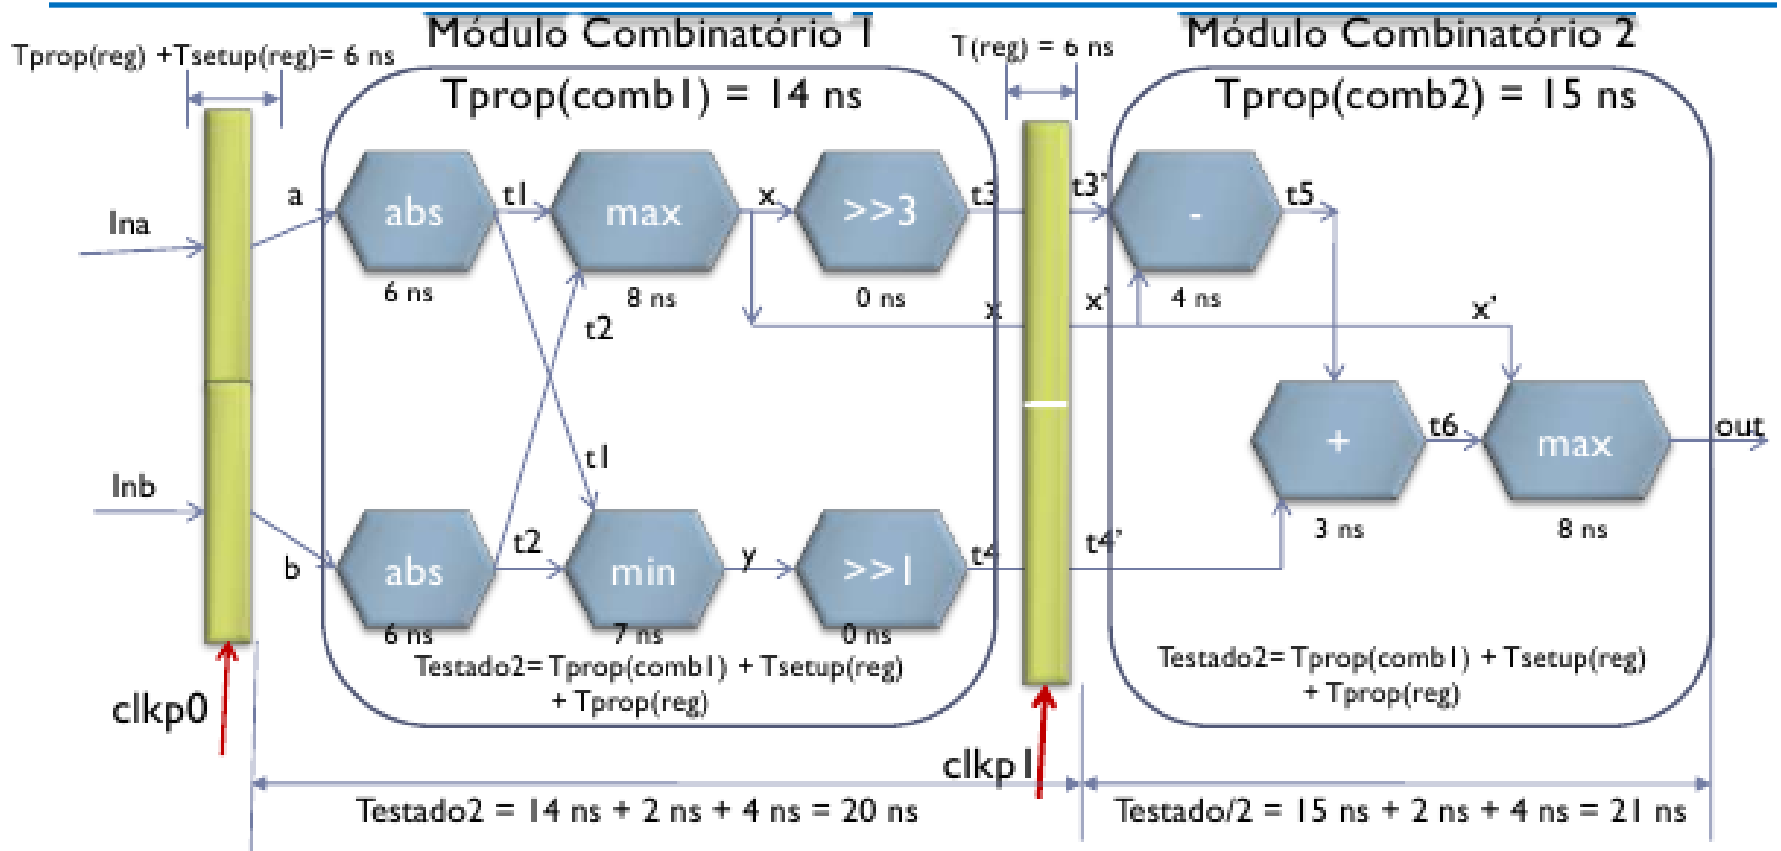 Módulo Combinatório 1
Módulo Combinatório 2
Tprop(reg) +Tsetup(reg)= 6 ns
T(reg) = 6 ns
Tprop(comb1) = 14 ns
Tprop(comb2) = 15 ns
Ina
a
abs
6 ns
t1
max
8 ns
x
>>3
0 ns
t3
t3'
-
4 ns
t5
t2
x
x'
x'
t1
+
3 ns
t6
max
8 ns
out
Inb
b
abs
6 ns
t2
min
7 ns
y
>>1
0 ns
t4
t4'
Testado2= Tprop(comb1) + Tsetup(reg)
+ Tprop(reg)
Testado2= Tprop(comb1) + Tsetup(reg)
+ Tprop(reg)
clkp0
clkp1
Testado2 = 14 ns + 2 ns + 4 ns = 20 ns
Testado/2 = 15 ns + 2 ns + 4 ns = 21 ns